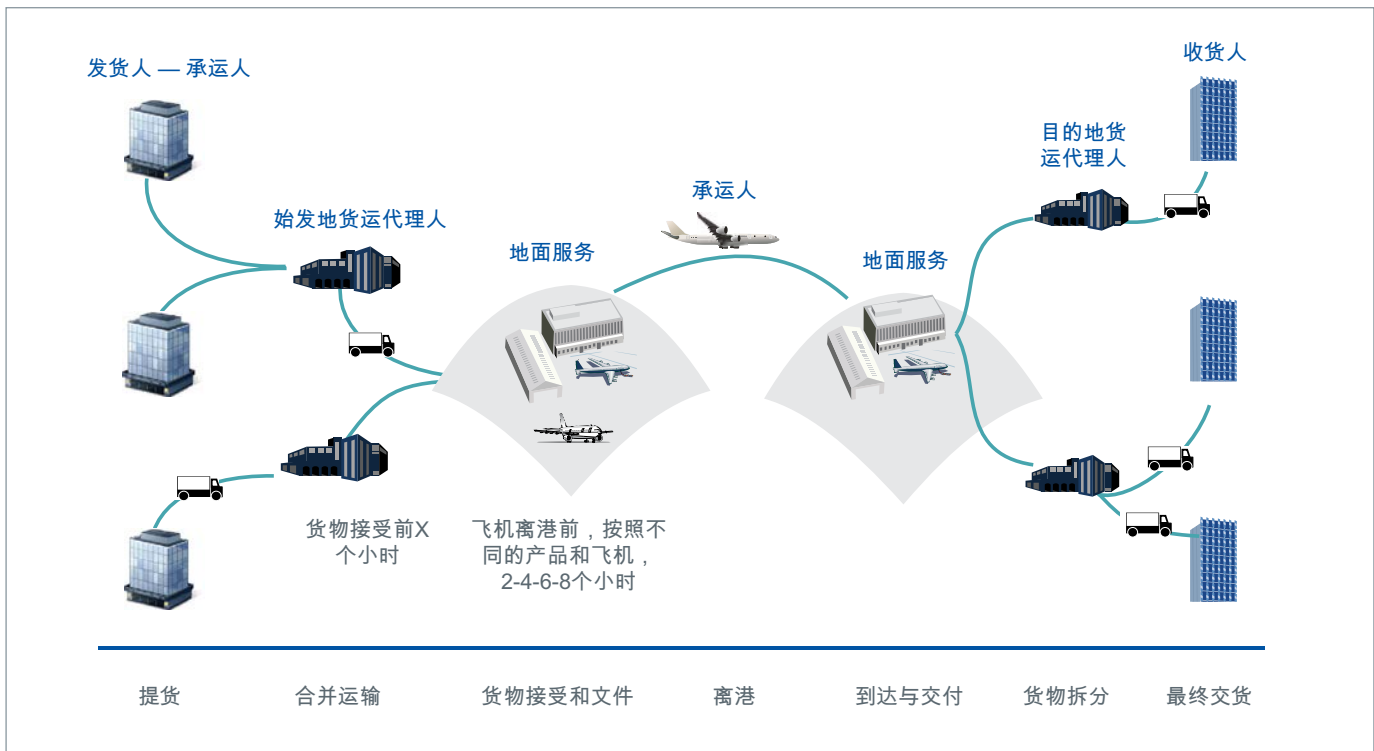 发货人 — 承运人
收货人
目的地货
运代理人
承运人
始发地货运代理人
地面服务
地面服务
货物接受前X
个小时
飞机离港前，按照不
同的产品和飞机，
2-4-6-8个小时
提货
合并运输
货物接受和文件
离港
到达与交付
货物拆分
最终交货